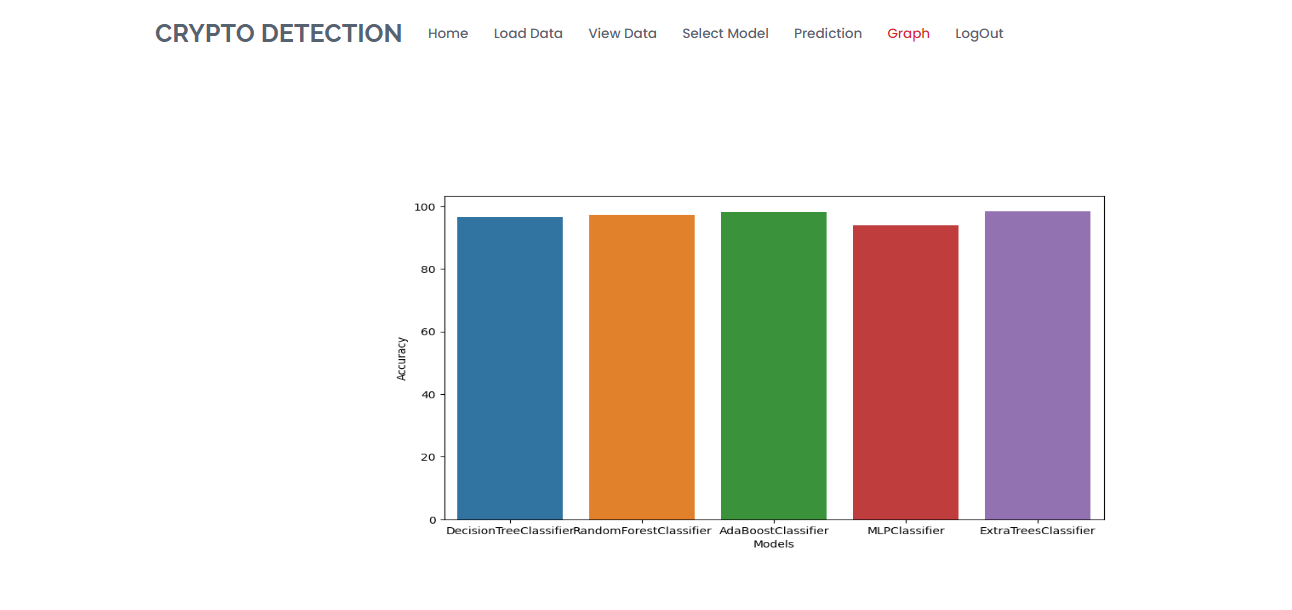 CRYPTO DETECTION Home Load Data View Data Select Model Prediction Graph LogOut
100
80
60
40
20
0
Accuracy
DecisionTreeClassifier RandomForestClassifier AdaBoostClassifier MLPClassifier ExtraTreesClassifier
Models